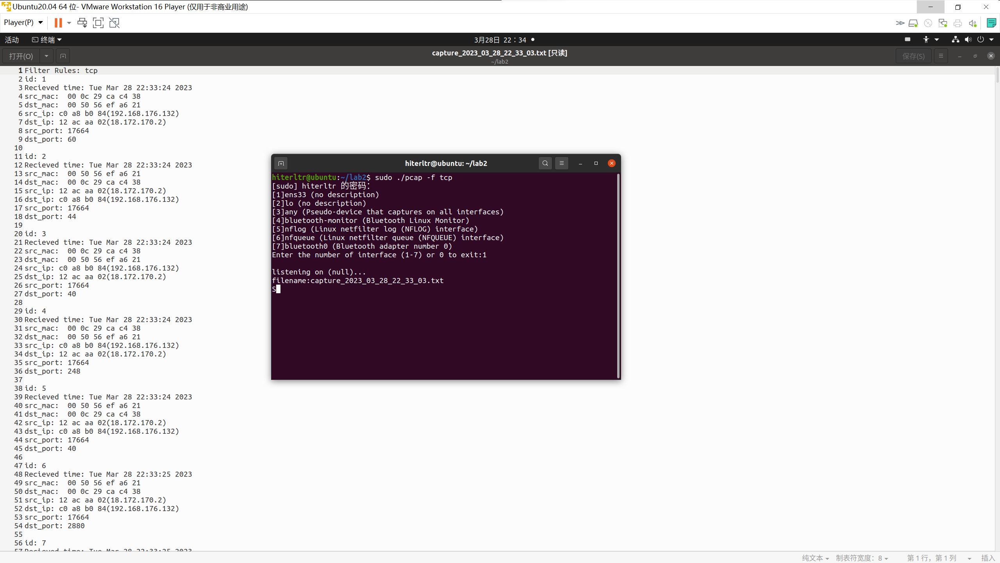 Ubuntu20.04 64 位- VMware Workstation 16 Player (仅用于非商业用途)
Player(P)
活动 终端 3月28日 22：34
打开(O) capture_2023_03_28_22_33_03.txt [只读] 保存(S)
~/lab2
1 Filter Rules: tcp
2 id: 1
3 Recieved time: Tue Mar 28 22:33:24 2023
4 src_mac:  00 0c 29 ca c4 38
5 dst_mac:  00 50 56 ef a6 21
6 src_ip: c0 a8 b0 84(192.168.176.132)
7 dst_ip: 12 ac aa 02(18.172.170.2)
8 src_port: 17664
9 dst_port: 60
10
11 id: 2
12 Recieved time: Tue Mar 28 22:33:24 2023
13 src_mac:  00 50 56 ef a6 21
14 dst_mac:  00 0c 29 ca c4 38
15 src_ip: 12 ac aa 02(18.172.170.2)
16 dst_ip: c0 a8 b0 84(192.168.176.132)
17 src_port: 17664
18 dst_port: 44
19
20 id: 3
21 Recieved time: Tue Mar 28 22:33:24 2023
22 src_mac:  00 0c 29 ca c4 38
23 dst_mac:  00 50 56 ef a6 21
24 src_ip: c0 a8 b0 84(192.168.176.132)
25 dst_ip: 12 ac aa 02(18.172.170.2)
26 src_port: 17664
27 dst_port: 40
28
29 id: 4
30 Recieved time: Tue Mar 28 22:33:24 2023
31 src_mac:  00 0c 29 ca c4 38
32 dst_mac:  00 50 56 ef a6 21
33 src_ip: c0 a8 b0 84(192.168.176.132)
34 dst_ip: 12 ac aa 02(18.172.170.2)
35 src_port: 17664
36 dst_port: 248
37
38 id: 5
39 Recieved time: Tue Mar 28 22:33:24 2023
40 src_mac:  00 50 56 ef a6 21
41 dst_mac:  00 0c 29 ca c4 38
42 src_ip: 12 ac aa 02(18.172.170.2)
43 dst_ip: c0 a8 b0 84(192.168.176.132)
44 src_port: 17664
45 dst_port: 40
46
47 id: 6
48 Recieved time: Tue Mar 28 22:33:25 2023
49 src_mac:  00 50 56 ef a6 21
50 dst_mac:  00 0c 29 ca c4 38
51 src_ip: 12 ac aa 02(18.172.170.2)
52 dst_ip: c0 a8 b0 84(192.168.176.132)
53 src_port: 17664
54 dst_port: 2880
55
56 id: 7
57 Recieved time: Tue Mar 28 22:33:25 2023
hiterltr@ubuntu: ~/lab2
hiterltr@ubuntu:~/lab2$ sudo ./pcap -f tcp
[sudo] hiterltr 的密码：
[1]ens33 (no description)
[2]lo (no description)
[3]any (Pseudo-device that captures on all interfaces)
[4]bluetooth-monitor (Bluetooth Linux Monitor)
[5]nflog (Linux netfilter log (NFLOG) interface)
[6]nfqueue (Linux netfilter queue (NFQUEUE) interface)
[7]bluetooth0 (Bluetooth adapter number 0)
Enter the number of interface (1-7) or 0 to exit:1
listening on (null)...
filename:capture_2023_03_28_22_33_03.txt
S
纯文本 制表符宽度：8 第 1 行，第 1 列 插入